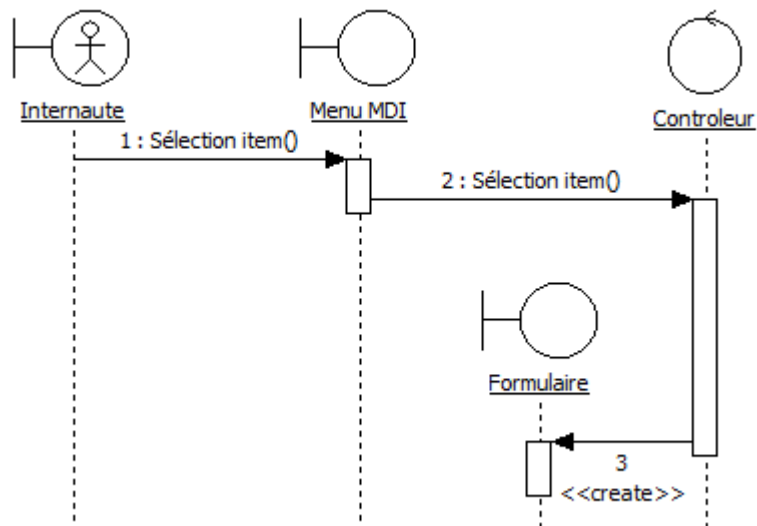 Internaute
Menu MDI
Controleur
1 : Sélection item()
2 : Sélection item()
Formulaire
3
<<create>>